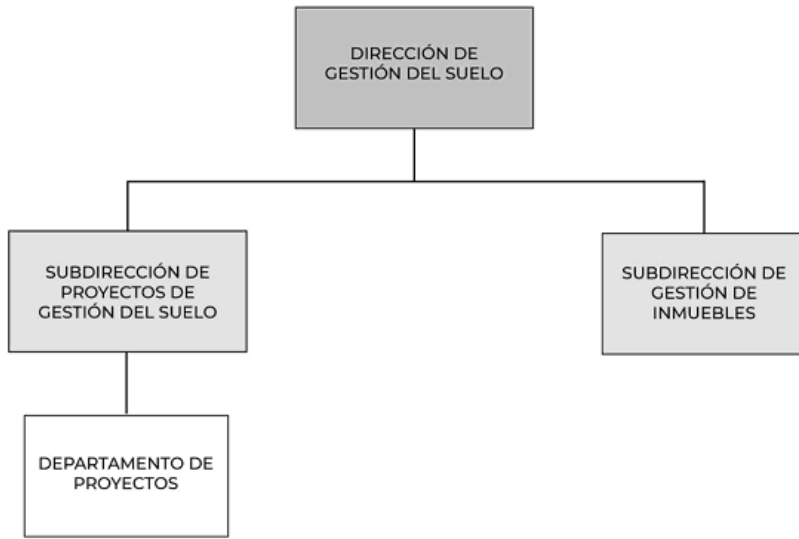 DIRECCIÓN DE
GESTIÓN DEL SUELO
SUBDIRECCIÓN DE
PROYECTOS DE
GESTIÓN DEL SUELO
SUBDIRECCIÓN DE
GESTIÓN DE
INMUEBLES
DEPARTAMENTO DE
PROYECTOS